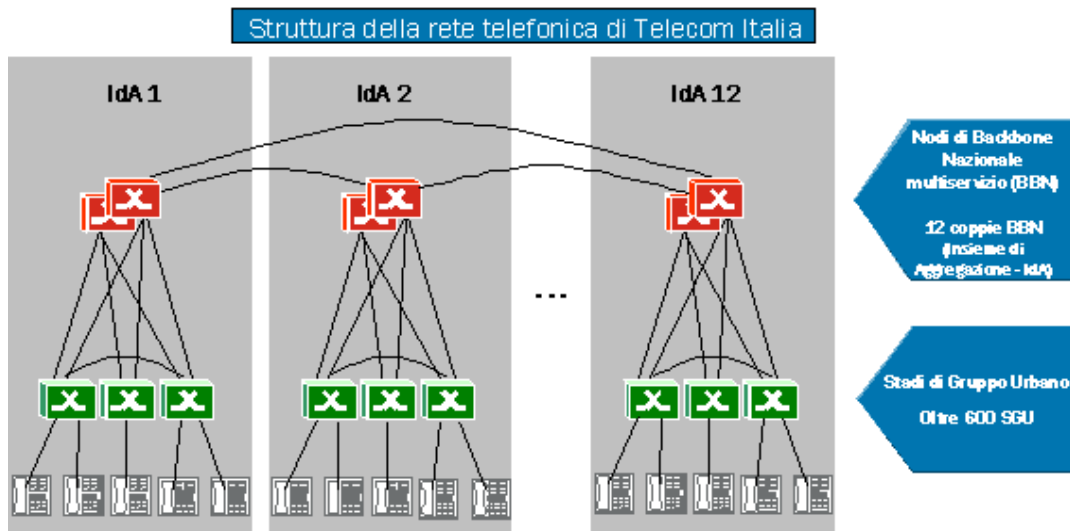 Struttura della rete telefonica di Telecom Italia
IdA 1
IdA 2
IdA 12
Nodi di Backbone
Nazionale
multiservizio (BBN)
12 coppie BBN
(Insieme di
Aggregazione - IdA)
...
Stadi di Gruppo Urbano
Oltre 600 SGU